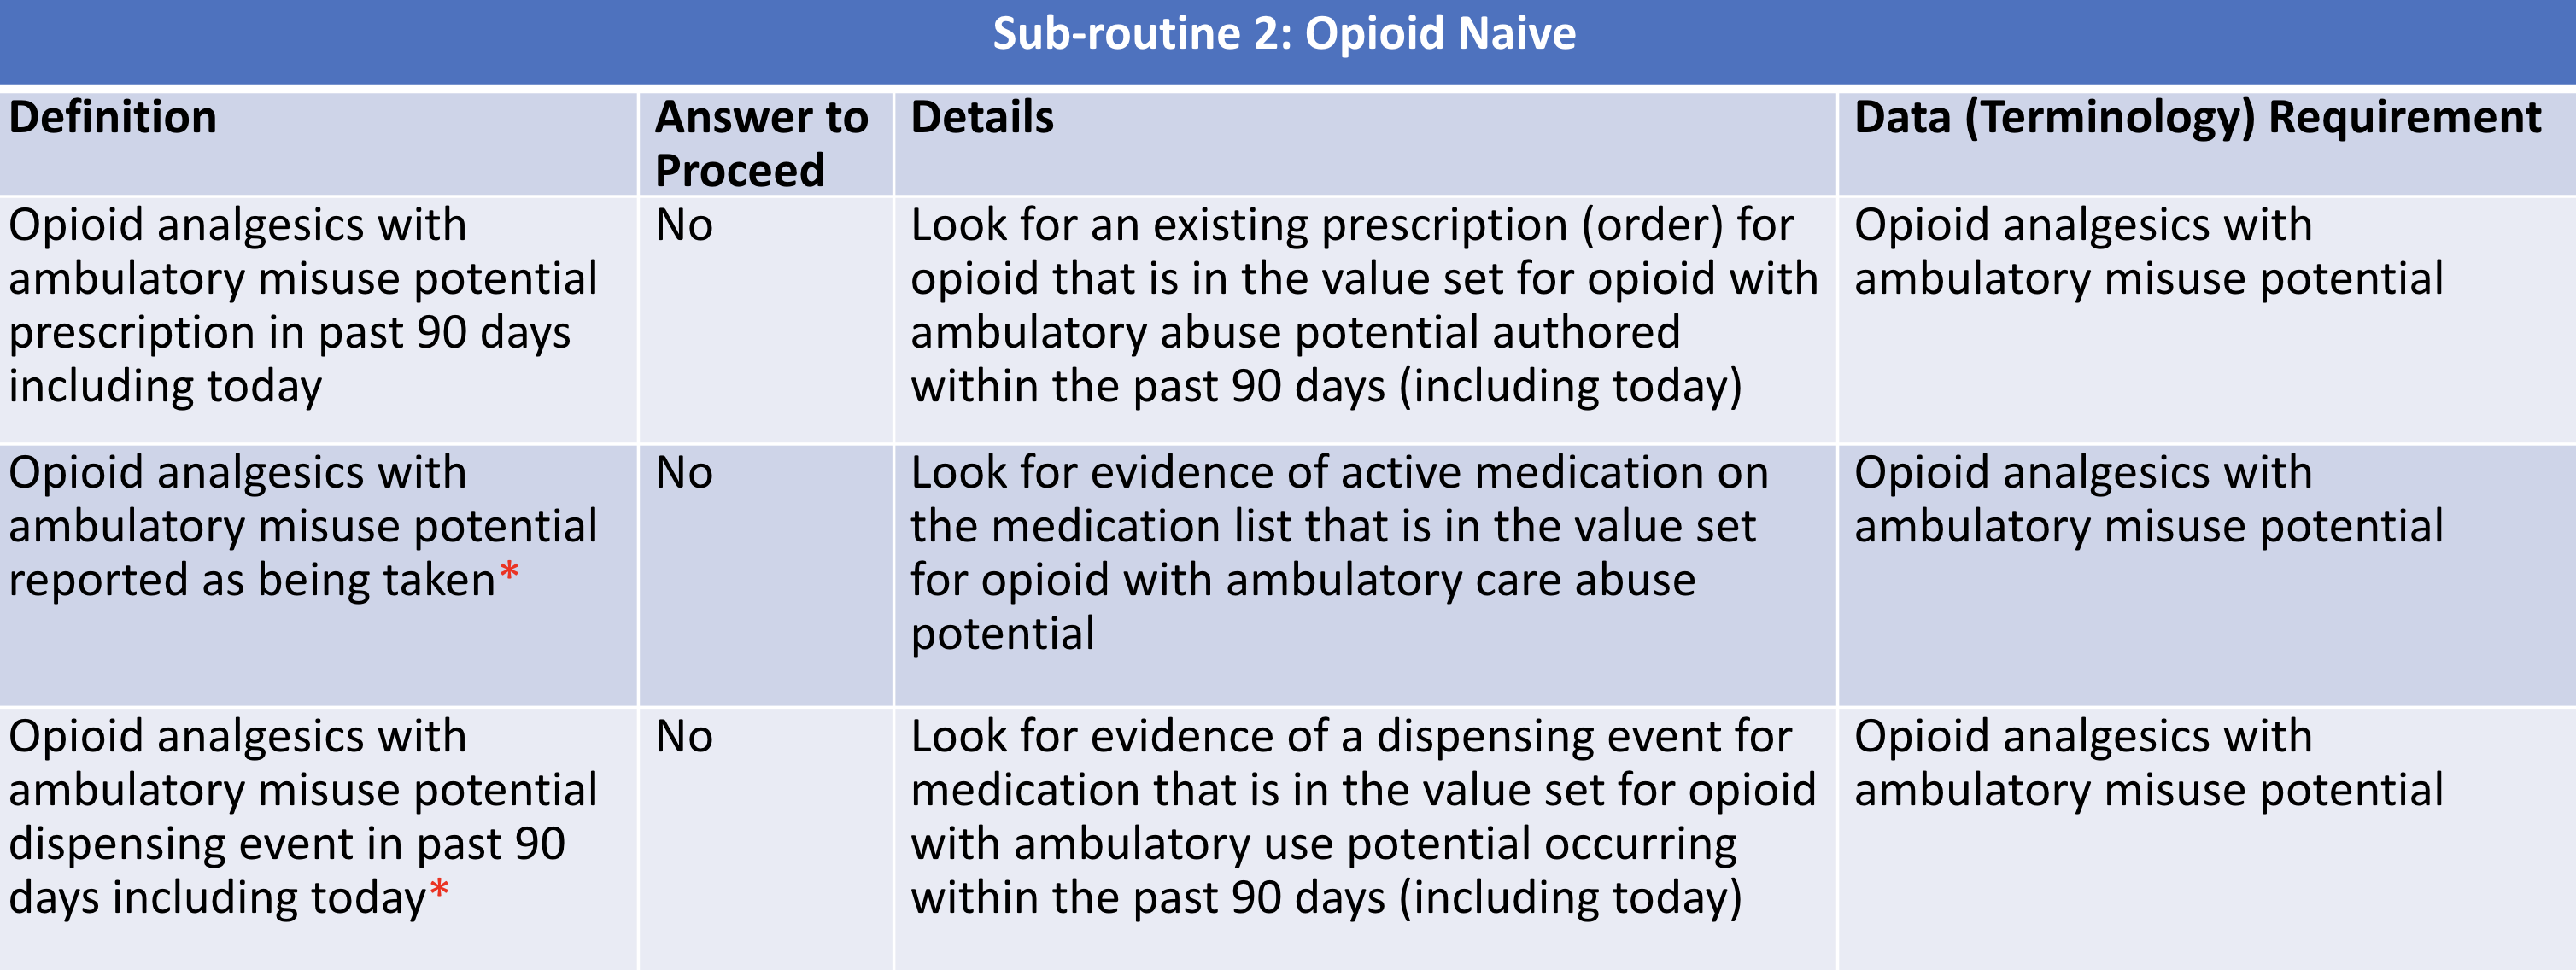 Sub-routine 2: Opioid Naive
Definition
Answer to
Proceed
Details
Data (Terminology) Requirement
Opioid analgesics with
ambulatory misuse potential
prescription in past 90 days
including today
No
Look for an existing prescription (order) for
opioid that is in the value set for opioid with
ambulatory abuse potential authored
within the past 90 days (including today)
Opioid analgesics with
ambulatory misuse potential
Opioid analgesics with
ambulatory misuse potential
reported as being taken*
No
Look for evidence of active medication on
the medication list that is in the value set
for opioid with ambulatory care abuse
potential
Opioid analgesics with
ambulatory misuse potential
Opioid analgesics with
ambulatory misuse potential
dispensing event in past 90
days including today*
No
Look for evidence of a dispensing event for
medication that is in the value set for opioid
with ambulatory use potential occurring
within the past 90 days (including today)
Opioid analgesics with
ambulatory misuse potential